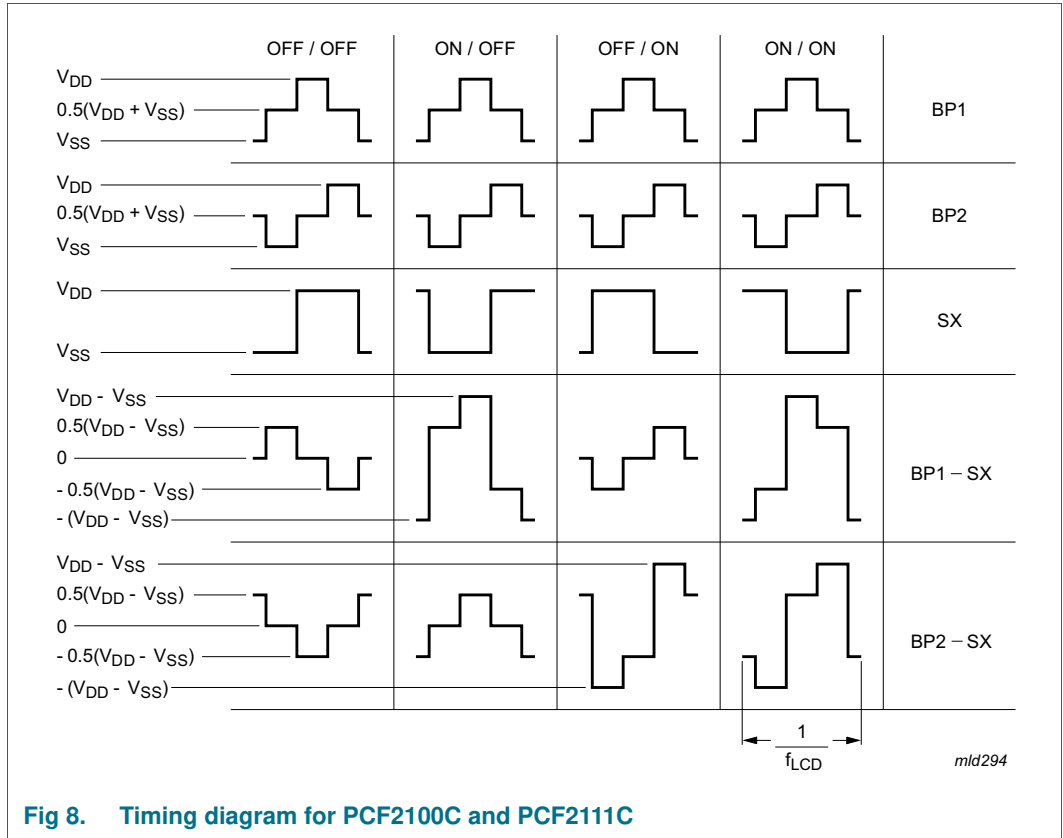 OFF / OFF ON / OFF OFF / ON ON / ON
VDD
0.5(VDD + VSS)
VSS
BP1
VDD
0.5(VDD + VSS)
VSS
BP2
VDD
VSS
SX
VDD - VSS
0.5(VDD - VSS)
0
- 0.5(VDD - VSS)
- (VDD - VSS)
BP1 − SX
VDD - VSS
0.5(VDD - VSS)
0
- 0.5(VDD - VSS)
- (VDD - VSS)
BP2 − SX
1
fLCD
mld294
Fig 8. Timing diagram for PCF2100C and PCF2111C